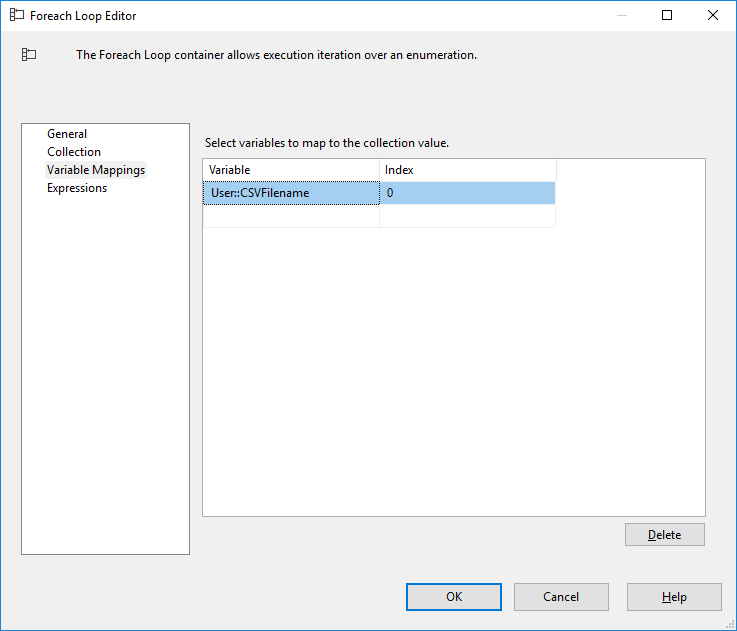 Foreach Loop Editor
The Foreach Loop container allows execution iteration over an enumeration.
General
Collection
Variable Mappings
Expressions
Select variables to map to the collection value.
Variable Index
User::CSVFilename 0
Delete
OK Cancel Help